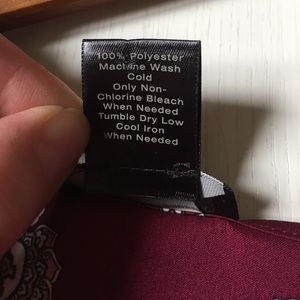 100% Polyester
Machine Wash
Cold
Only Non-
Chlorine Bleach
When Needed
Tumble Dry Low
Cool Iron
When Needed